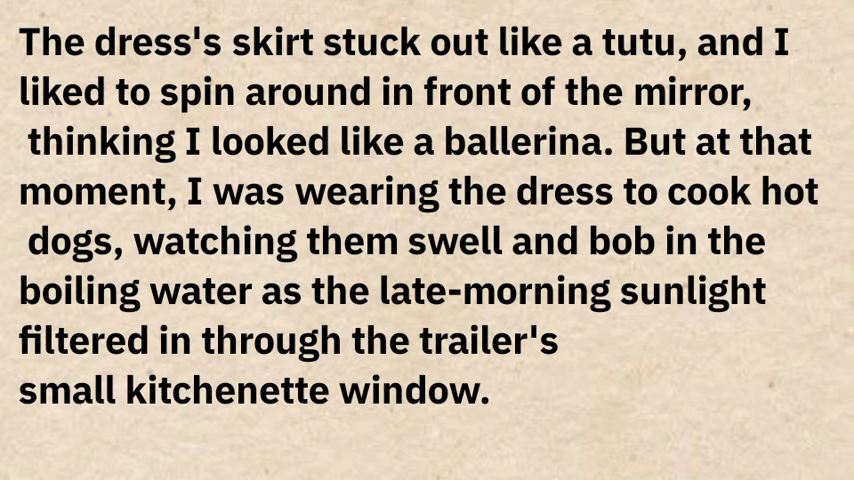 The dress's skirt stuck out like a tutu, and I
liked to spin around in front of the mirror,
thinking I looked like a ballerina. But at that
moment, I was wearing the dress to cook hot
dogs, watching them swell and bob in the
boiling water as the late-morning sunlight
filtered in through the trailer's
small kitchenette window.